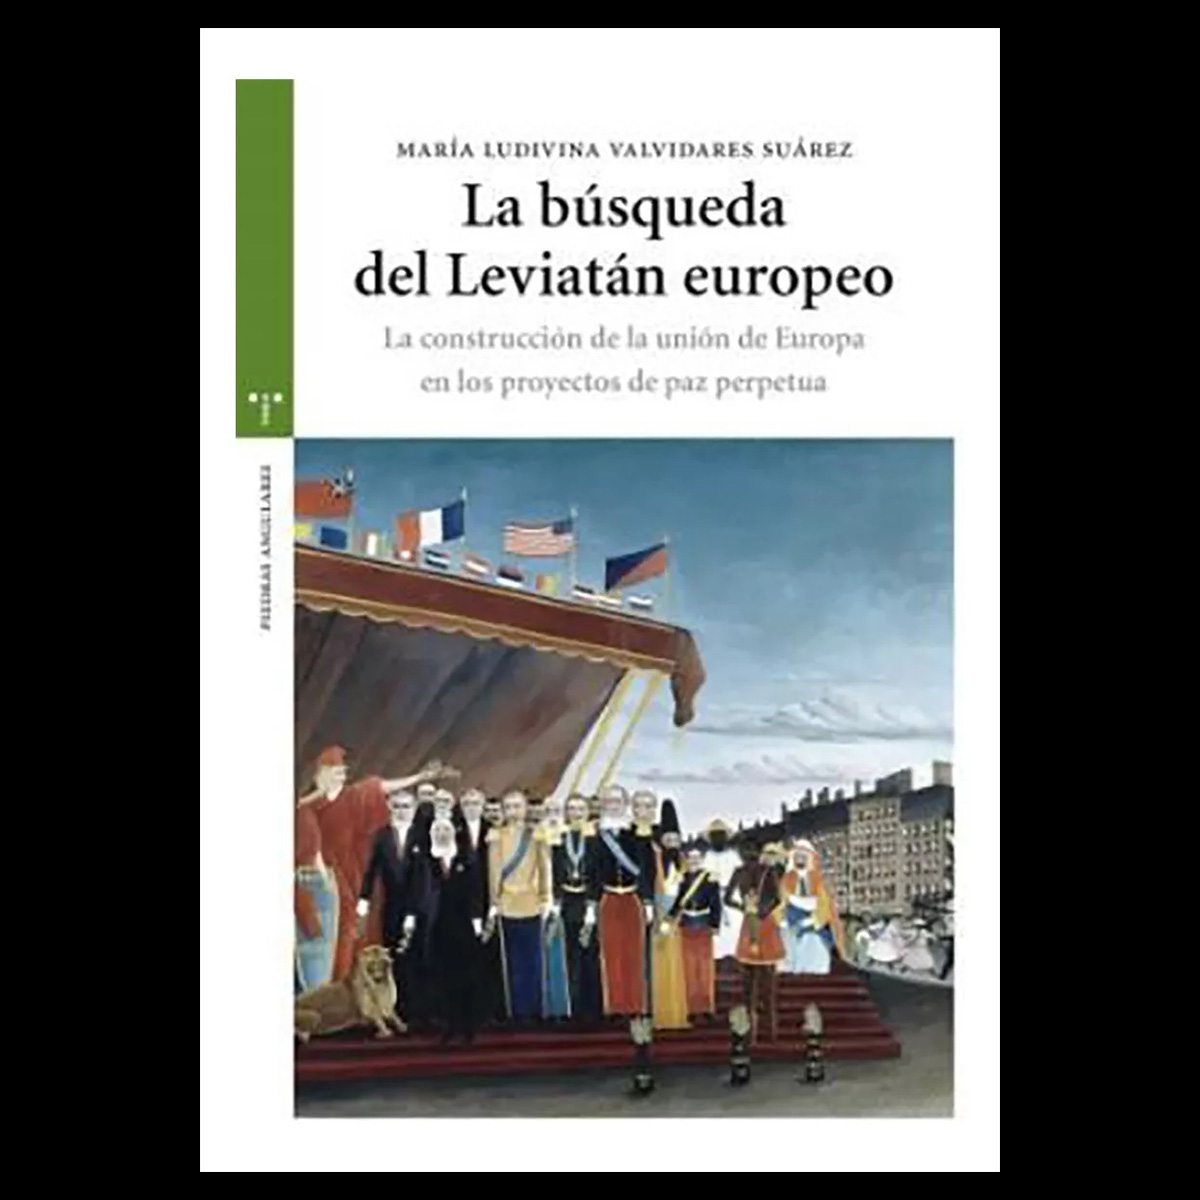 MARÍA LUDIVINA VALVIDARES SUÁREZ
La búsqueda
del Leviatán europeo
La construcción de la unión de Europa
en los proyectos de paz perpetua
PIEDRAS ANGULARES